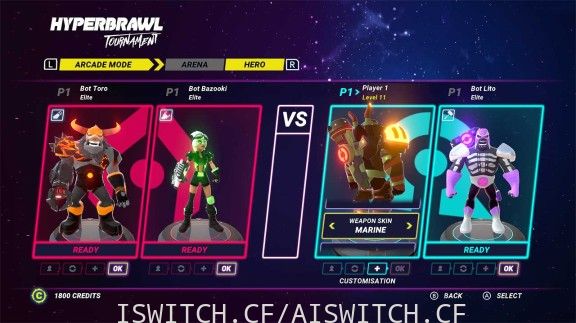 HYPERBRAWL
TOURNAMENT
L ARCADE MODE ARENA HERO R
P1 Bot Toro
Elite
P1 Bot Bazooki
Elite
P1> Player 1
Level 11
P1 Bot Lito
Elite
VS
WEAPON SKIN
MARINE
READY
READY
READY
OK
OK
OK
OK
CUSTOMISATION
C 1800 CREDITS
B BACK
A SELECT
ISWITCH.CF/AISWITCH.CF